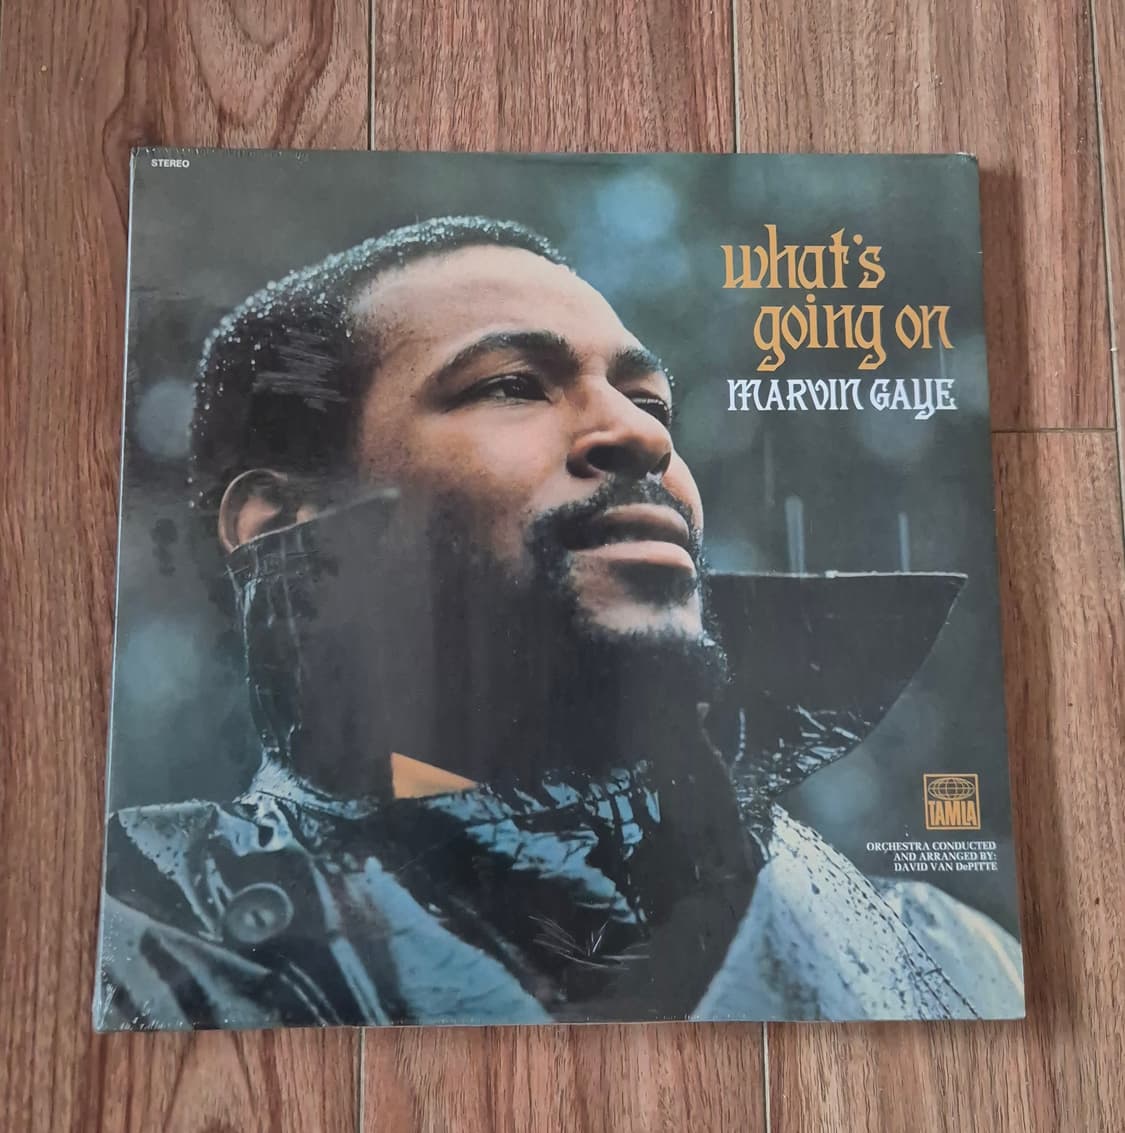 STEREO
what's
going on
MARVIN GAYE
TAMLA
ORCHESTRA CONDUCTED
AND ARRANGED BY:
DAVID VAN DePITTE